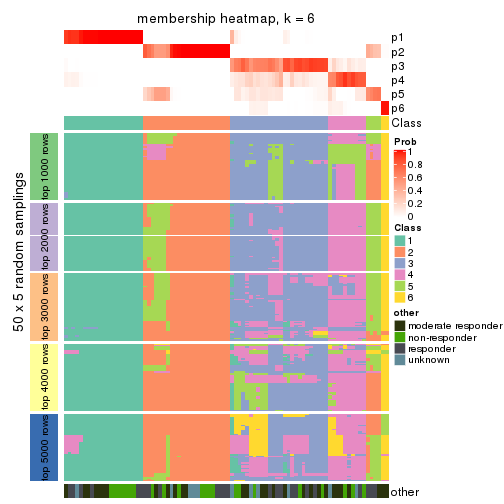 membership heatmap, k = 6
p1
p2
p3
p4
p5
p6
Class
50 x 5 random samplings
top 1000 rows
top 2000 rows
top 3000 rows
top 4000 rows
top 5000 rows
Prob
1
0.8
0.6
0.4
0.2
0
Class
1
2
3
4
5
6
other
moderate responder
non-responder
responder
unknown
other